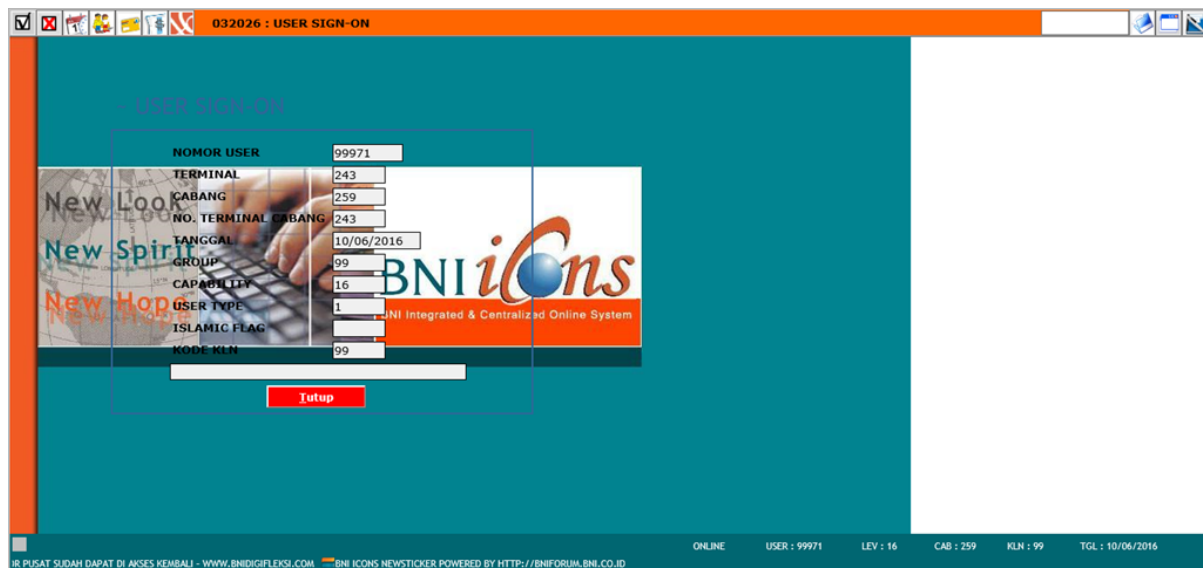 032026 : USER SIGN-ON
- USER SIGN-ON
NOMOR USER 99971
TERMINAL 243
CABANG 259
NO. TERMINAL CABANG 243
TANGGAL 10/06/2016
GROUP 99
CAPABILITY 16
USER TYPE 1
ISLAMIC FLAG
KODE KLN 99
Tutup
New Look
New Spirit
New Hope
BNI icons
BNI Integrated & Centralized Online System
ONLINE USER : 99971 LEV : 16 CAB : 259 KLN : 99 TGL : 10/06/2016
IR PUSAT SUDAH DAPAT DI AKSES KEMBALI - WWW.BNIDIGIFLEKSI.COM BNI ICONS NEWSTICKER POWERED BY HTTP://BNIFORUM.BNI.CO.ID